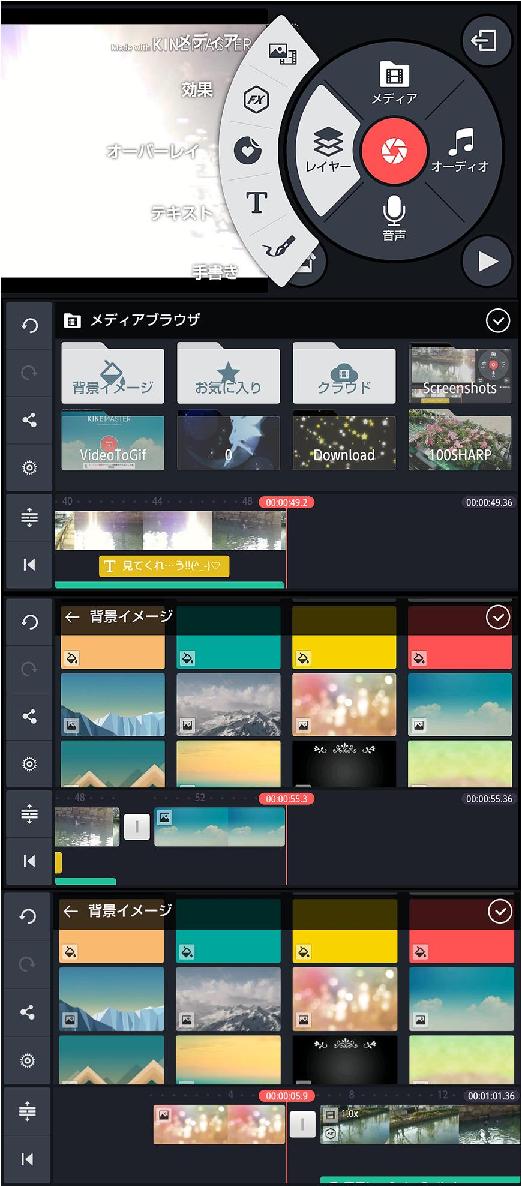 Made with KINEMASTER
メディア
効果
オーバーレイ
テキスト
手書き
FX
T
メディア
レイヤー
オーディオ
音声
メディアブラウザ
背景イメージ
お気に入り
クラウド
Screenshots
KINEMASTER
VideoToGif
0
Download
100SHARP
40
44
48
00:00:49.2
00:00:49.36
T 見てくれ…う!!(^_-)♡
背景イメージ
48
52
00:00:55.3
00:00:55.36
背景イメージ
4
00:00:05.9
8
12
00:01:01.36
1.0x